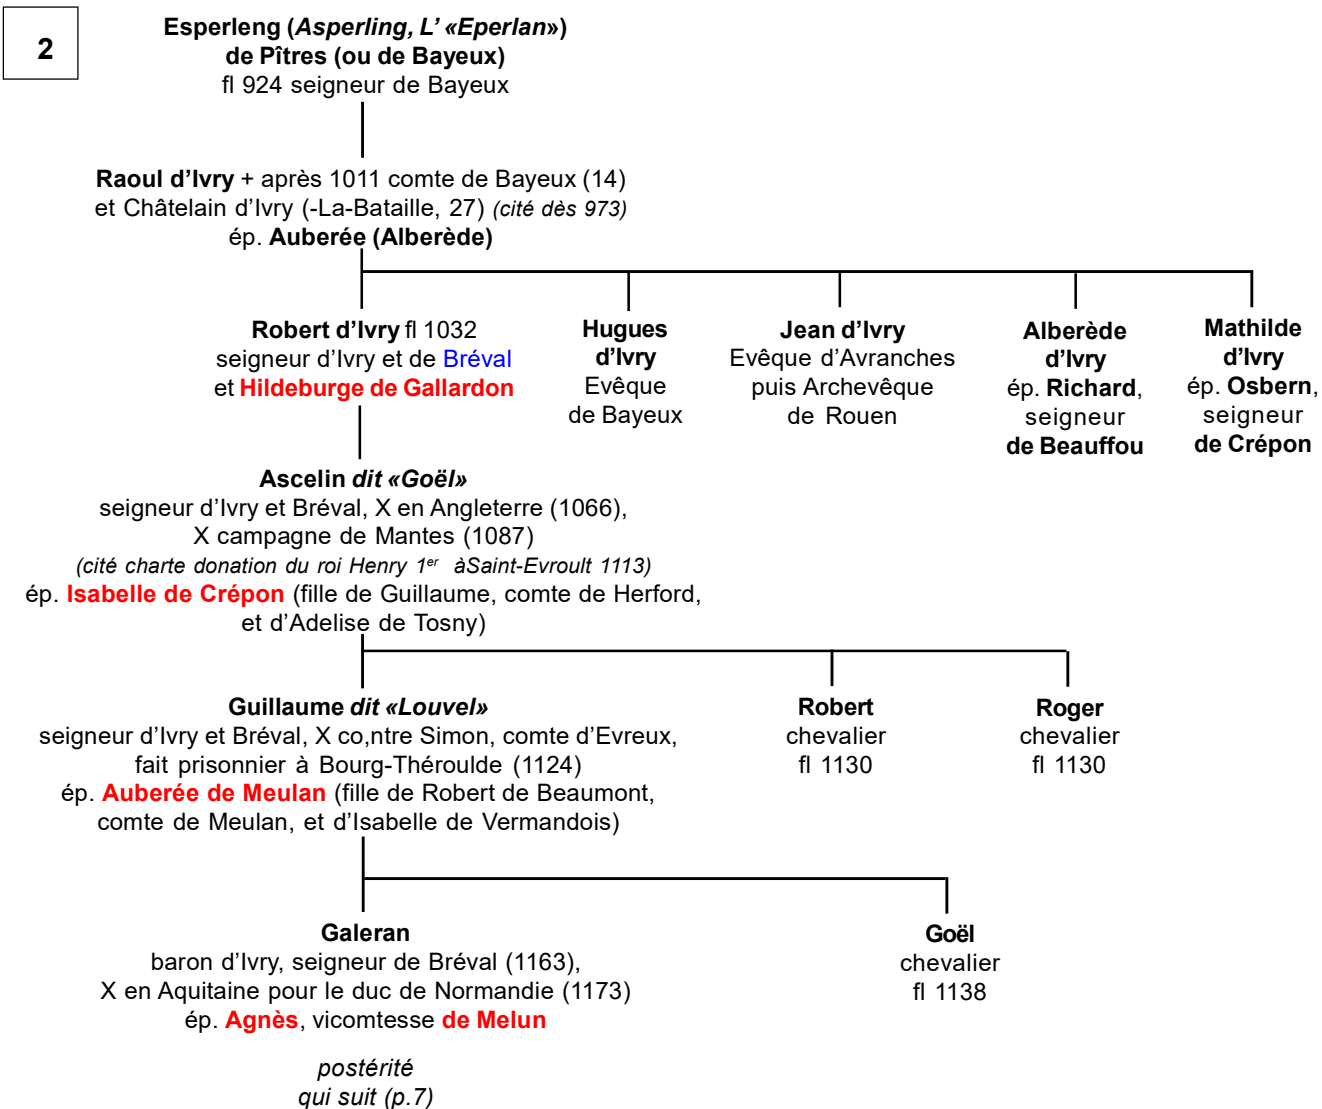 2
Esperleng (Asperling, L' «Eperlan»)
de Pîtres (ou de Bayeux)
fl 924 seigneur de Bayeux
Raoul d'Ivry + après 1011 comte de Bayeux (14)
et Châtelain d'Ivry (-La-Bataille, 27) (cité dès 973)
ép. Auberée (Alberède)
Robert d'Ivry fl 1032
seigneur d'Ivry et de Bréval
et Hildeburge de Gallardon
Hugues
d'Ivry
Evêque
de Bayeux
Jean d'Ivry
Evêque d'Avranches
puis Archevêque
de Rouen
Alberède
d'Ivry
ép. Richard,
seigneur
de Beauffou
Mathilde
d'Ivry
ép. Osbern,
seigneur
de Crépon
Ascelin dit «Goël»
seigneur d'Ivry et Bréval, X en Angleterre (1066),
X campagne de Mantes (1087)
(cité charte donation du roi Henry 1er àSaint-Evroult 1113)
ép. Isabelle de Crépon (fille de Guillaume, comte de Herford,
et d'Adelise de Tosny)
Guillaume dit «Louvel»
seigneur d'Ivry et Bréval, X co,ntre Simon, comte d'Evreux,
fait prisonnier à Bourg-Théroulde (1124)
ép. Auberée de Meulan (fille de Robert de Beaumont,
comte de Meulan, et d'Isabelle de Vermandois)
Robert
chevalier
fl 1130
Roger
chevalier
fl 1130
Galeran
baron d'Ivry, seigneur de Bréval (1163),
X en Aquitaine pour le duc de Normandie (1173)
ép. Agnès, vicomtesse de Melun
Goël
chevalier
fl 1138
postérité
qui suit (p.7)